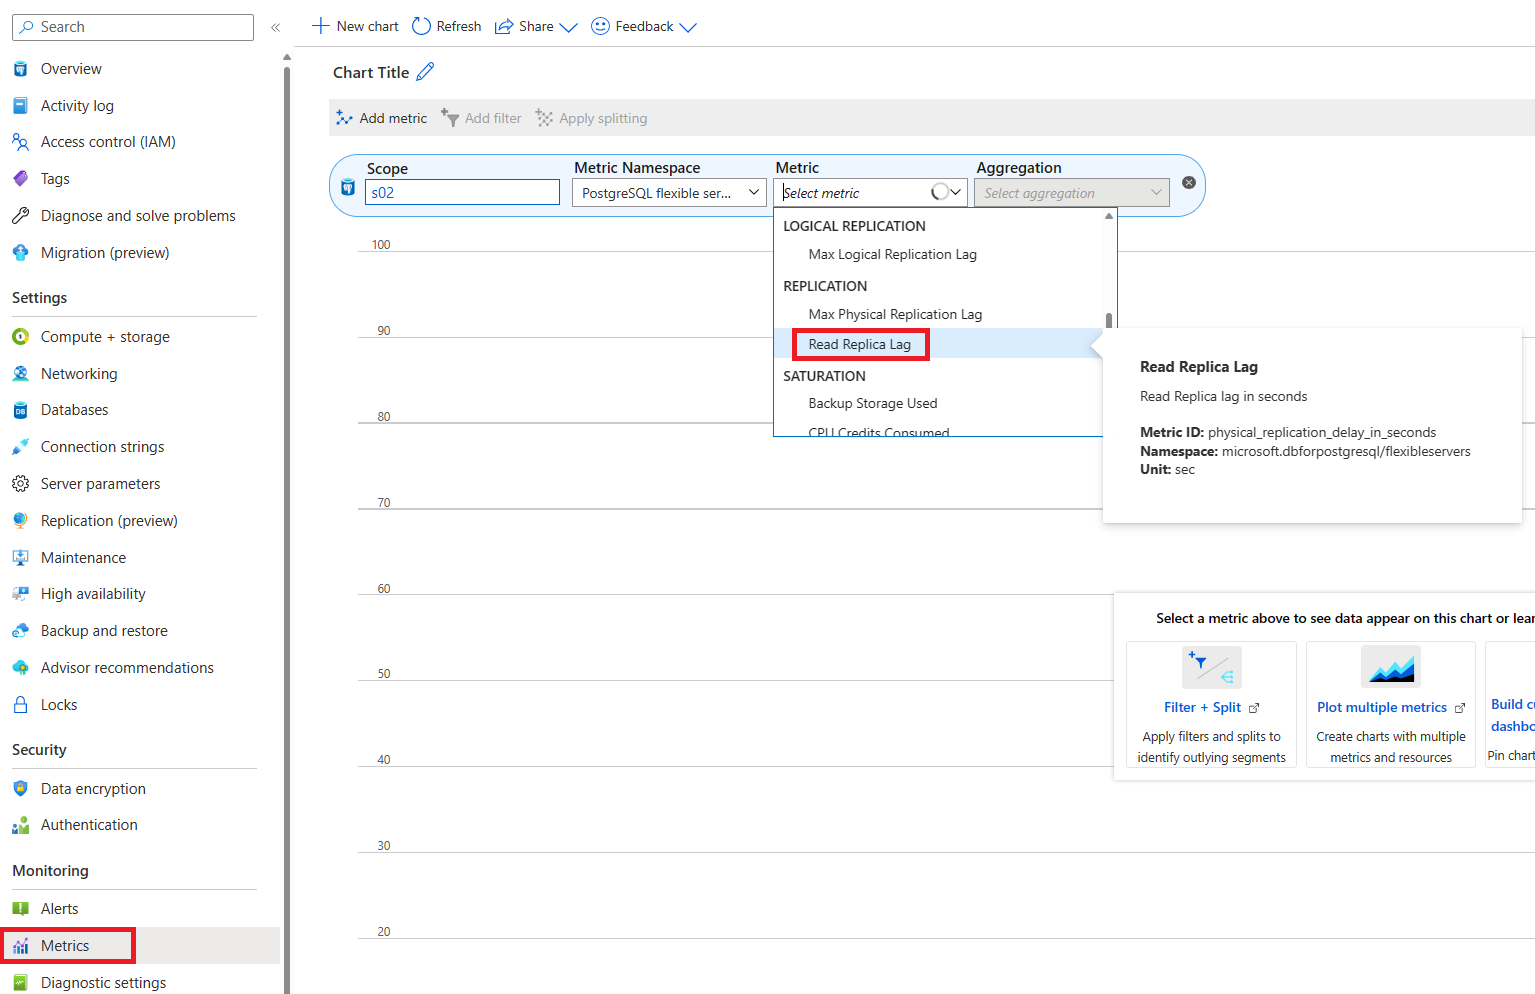 Search
«
New chart
Refresh
Share
Feedback
Overview
Activity log
Access control (IAM)
Tags
Diagnose and solve problems
Migration (preview)
Settings
Compute + storage
Networking
Databases
Connection strings
Server parameters
Replication (preview)
Maintenance
High availability
Backup and restore
Advisor recommendations
Locks
Security
Data encryption
Authentication
Monitoring
Alerts
Metrics
Diagnostic settings
Chart Title
Add metric
Add filter
Apply splitting
Scope
s02
Metric Namespace
PostgreSQL flexible ser...
Metric
Select metric
Aggregation
Select aggregation
LOGICAL REPLICATION
Max Logical Replication Lag
REPLICATION
Max Physical Replication Lag
Read Replica Lag
SATURATION
Backup Storage Used
CPU Credits Consumed
Read Replica Lag
Read Replica lag in seconds
Metric ID: physical_replication_delay_in_seconds
Namespace: microsoft.dbforpostgresql/flexibleservers
Unit: sec
100
90
80
70
60
50
40
30
20
Select a metric above to see data appear on this chart or lear
Filter + Split
Apply filters and splits to
identify outlying segments
Plot multiple metrics
Create charts with multiple
metrics and resources
Build cu
dashbo
Pin chart
DB